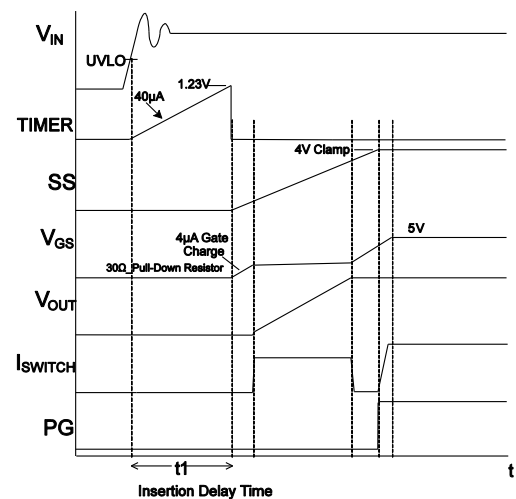 VIN
UVLO
1.23V
40µA
TIMER
4V Clamp
SS
VGS
5V
4µA Gate
Charge
30Ω_Pull-Down Resistor
VOUT
ISWITCH
PG
t1
t
Insertion Delay Time